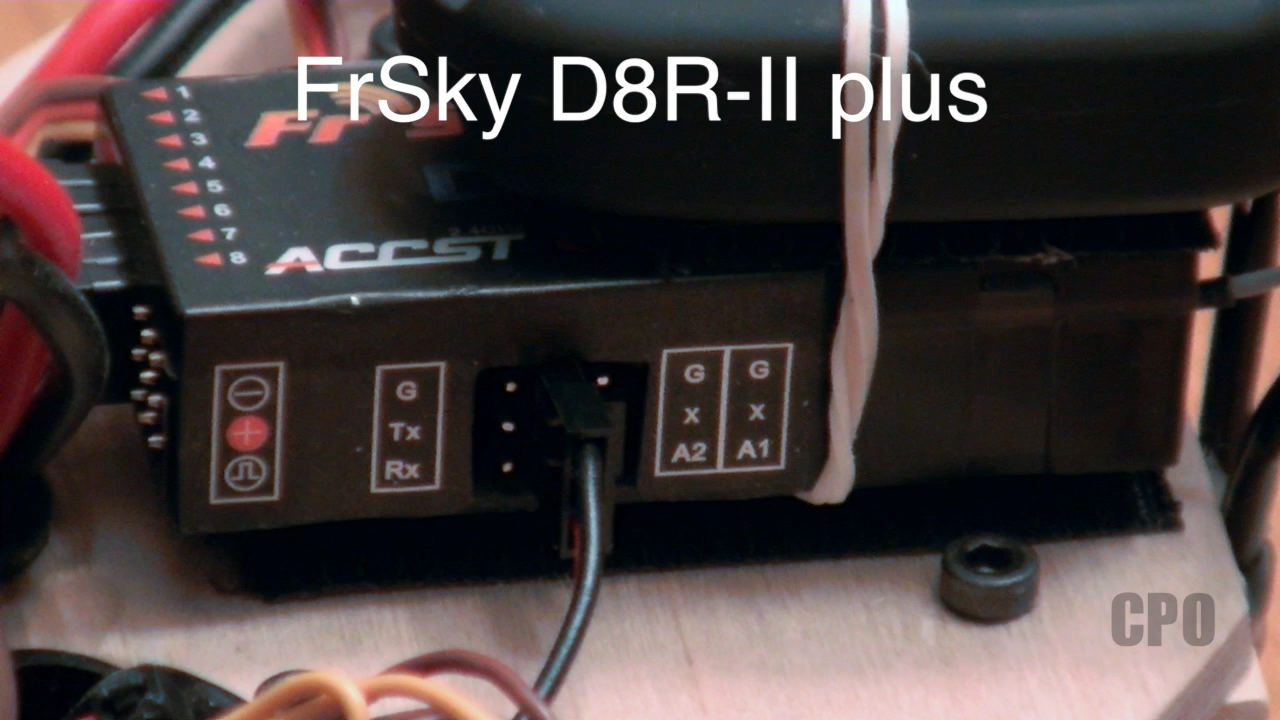 FrSky D8R-II plus
1
2
3
4
5
6
7
8
ACCST
G
Tx
Rx
G G
X X
A2 A1
CPO